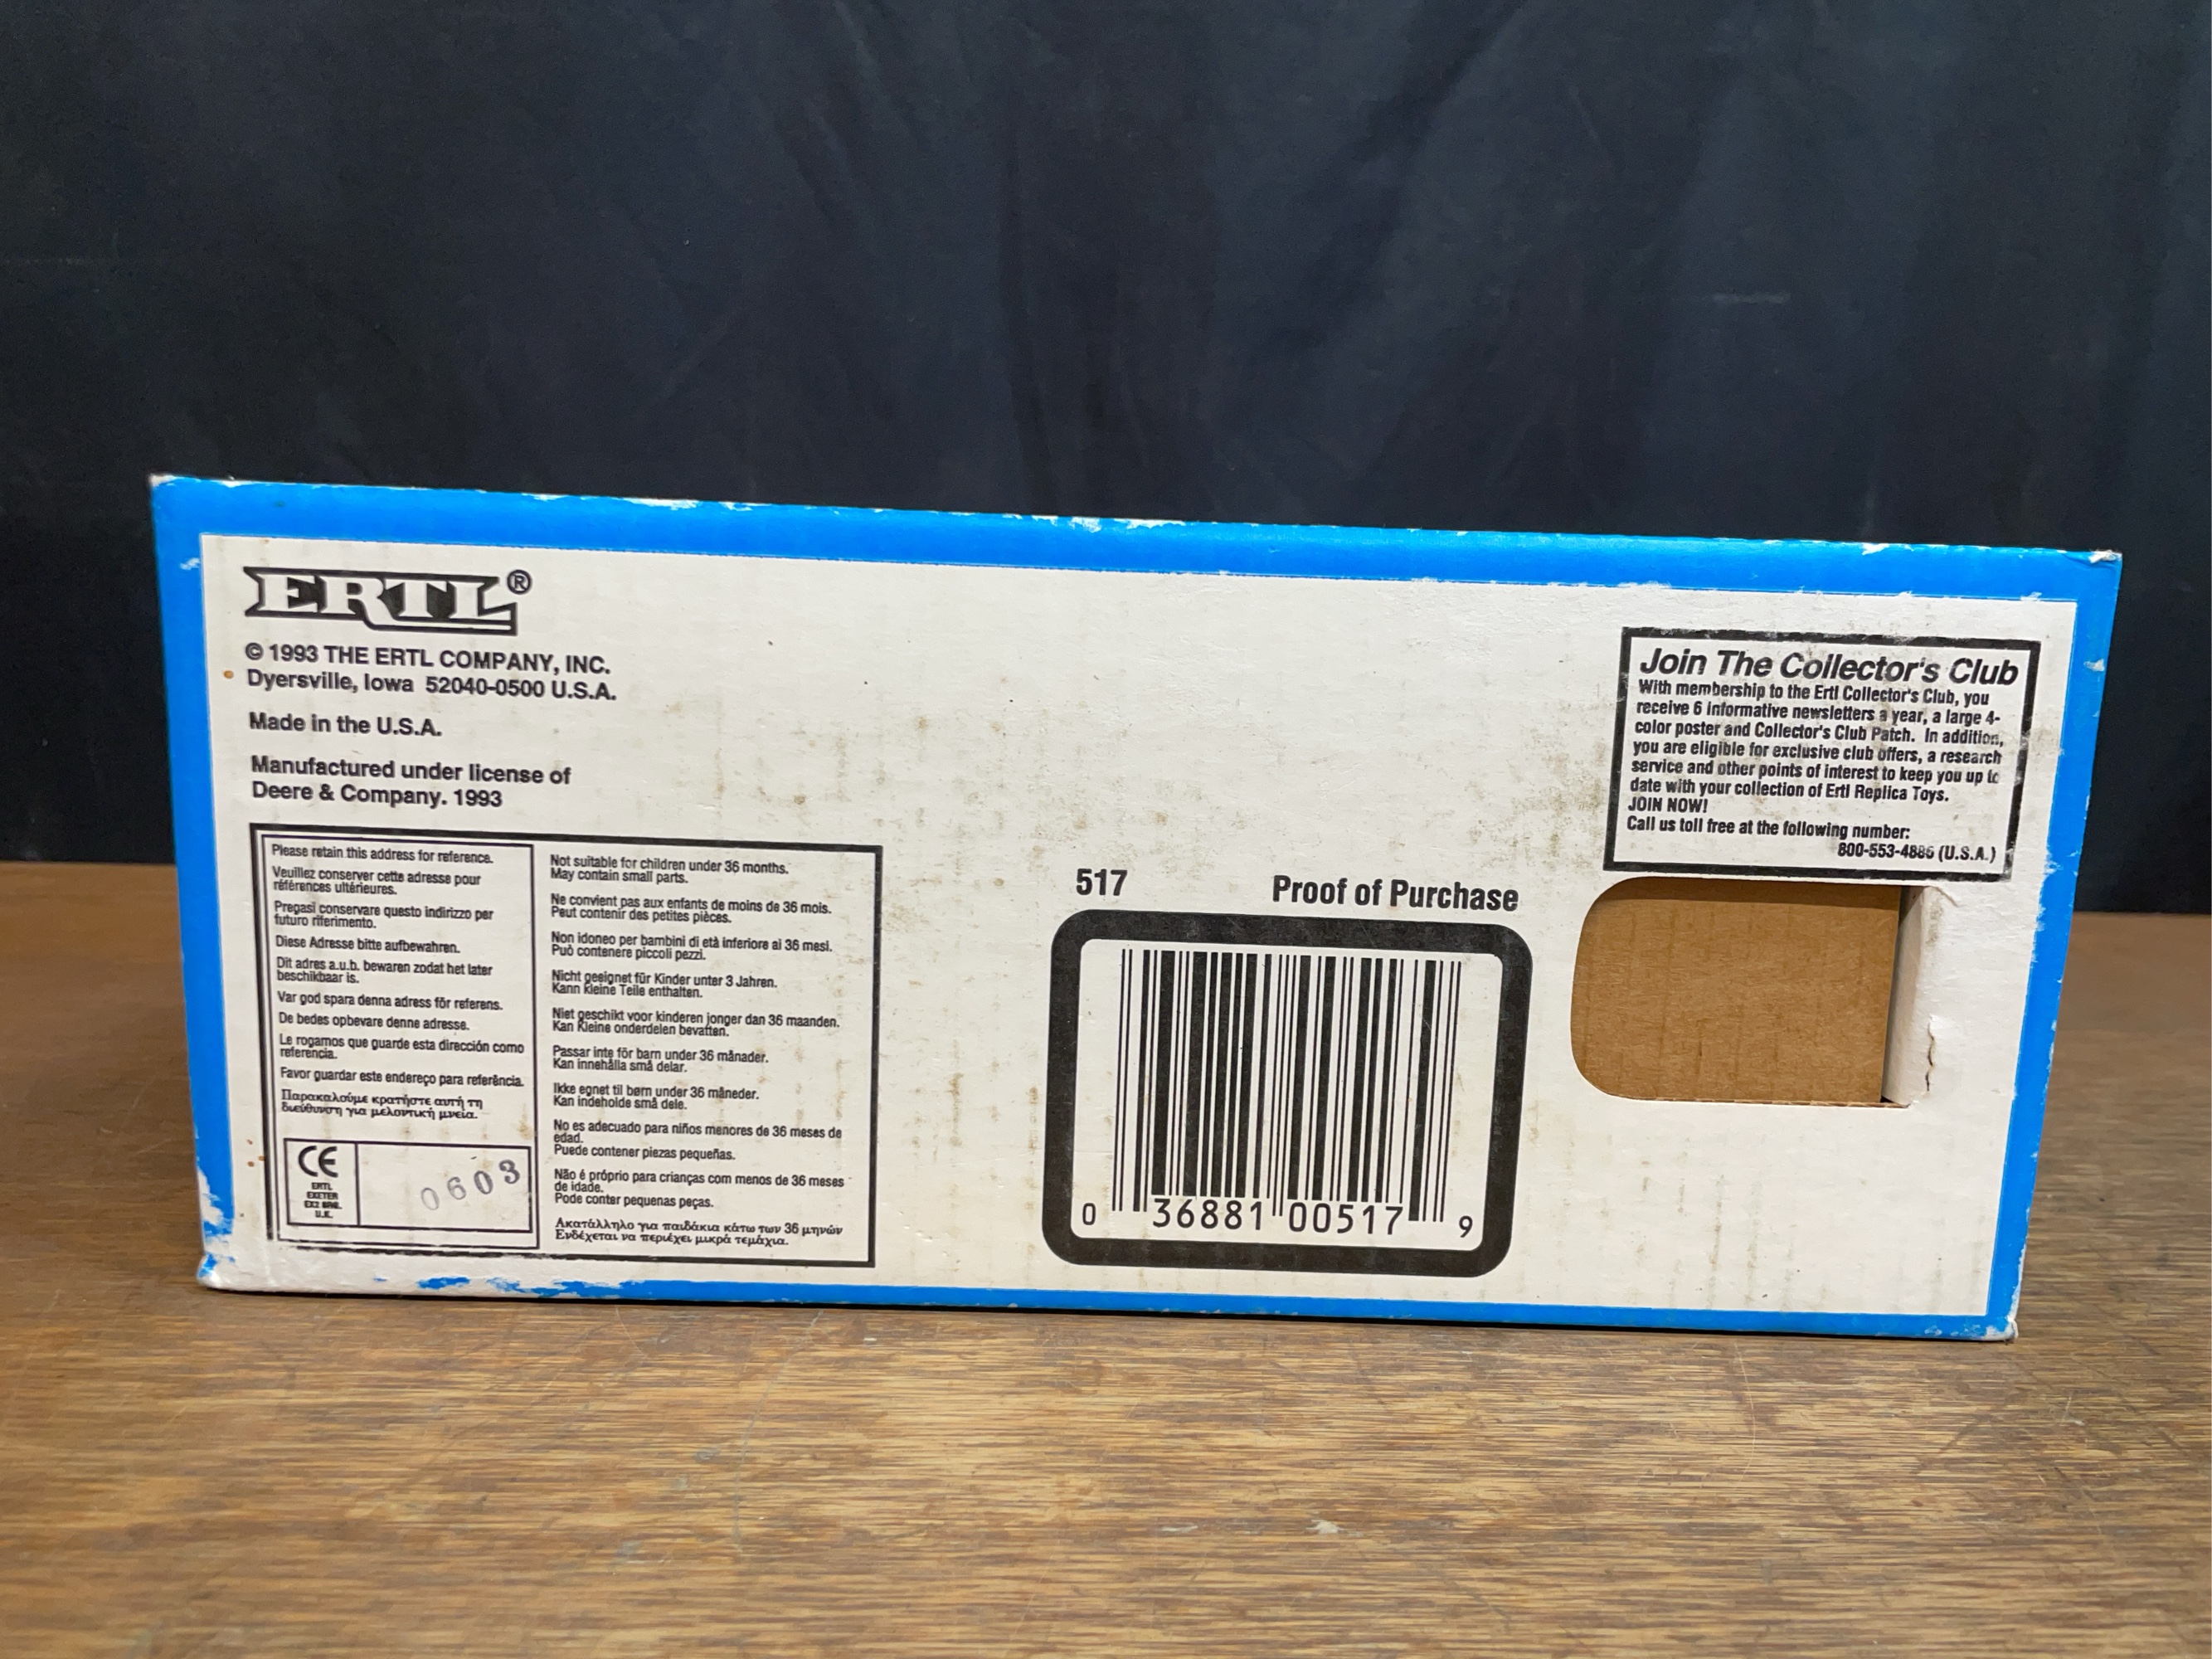 ERTL®
© 1993 THE ERTL COMPANY, INC.
Dyersville, Iowa 52040-0500 U.S.A.
Made in the U.S.A.
Manufactured under license of
Deere & Company. 1993
Please retain this address for reference.
Veuillez conserver cette adresse pour
références ultérieures.
Pregasi conservare questo indirizzo per
futuro riferimento.
Diese Adresse bitte aufbewahren.
Dit adres a.u.b. bewaren zodat het later
beschikbaar is.
Var god spara denna adress för referens.
De bedes opbevare denne adresse.
Le rogamos que guarde esta dirección como
referencia.
Favor guardar este endereço para referência.
Παρακαλούμε κρατήστε αυτή τη
διεύθυνση για μελοντική μνεία.
CE
ERTL
EXETER
EX2
U.K.
0603
Not suitable for children under 36 months.
May contain small parts.
Ne convient pas aux enfants de moins de 36 mois.
Peut contenir des petites pièces.
Non idoneo per bambini di età inferiore ai 36 mesi.
Può contenere piccoli pezzi.
Nicht geeignet für Kinder unter 3 Jahren.
Kann kleine Teile enthalten.
Niet geschikt voor kinderen jonger dan 36 maanden.
Kan Kleine onderdelen bevatten.
Passar inte för barn under 36 månader.
Kan innehålla små delar.
Ikke egnet til børn under 36 måneder.
Kan indeholde små dele.
No es adecuado para niños menores de 36 meses de
edad.
Puede contener piezas pequeñas.
Não é próprio para crianças com menos de 36 meses
de idade.
Pode conter pequenas peças.
Ακατάλληλο για παιδάκια κάτω των 36 μηνών
Ενδέχεται να περιέχει μικρά τεμάχια.
517 Proof of Purchase
0 36881 00517 9
Join The Collector's Club
With membership to the Ertl Collector's Club, you
receive 6 informative newsletters a year, a large 4-
color poster and Collector's Club Patch. In addition,
you are eligible for exclusive club offers, a research
service and other points of interest to keep you up to
date with your collection of Ertl Replica Toys.
JOIN NOW!
Call us toll free at the following number:
800-553-4886 (U.S.A.)